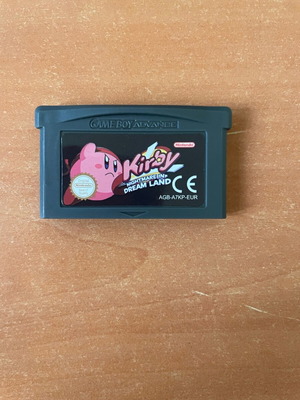 GAME BOY ADVANCE
Nintendo
Kirby
NIGHTMARE IN
DREAM LAND
CE
AGB-A7KP-EUR